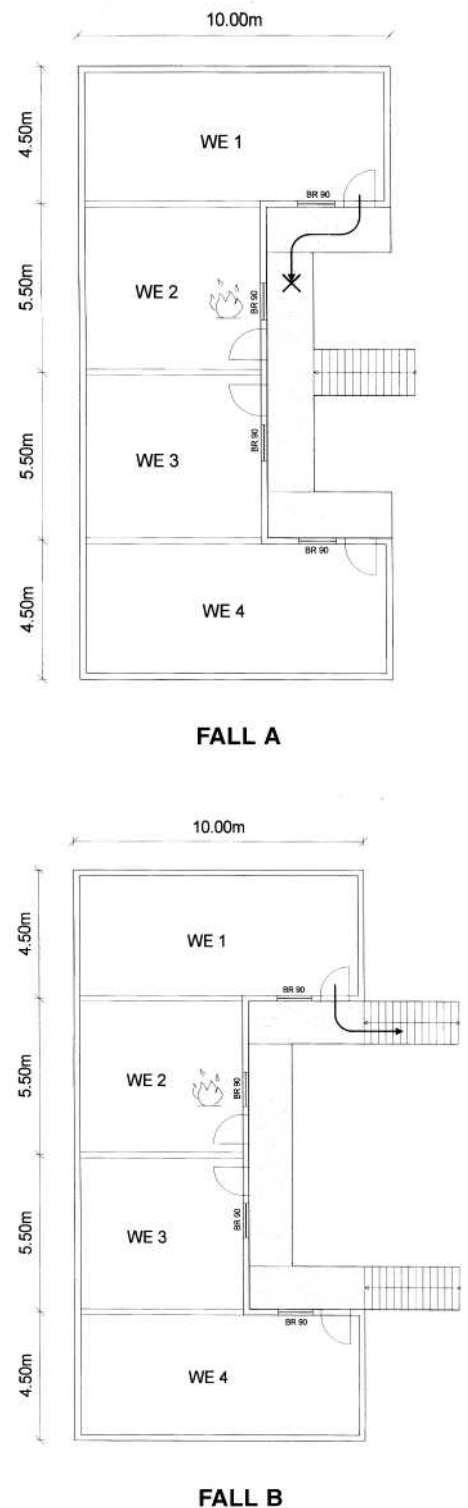 10.00m
4.50m
WE 1
BR 90
5.50m
WE 2
BR 90
5.50m
WE 3
BR 90
BR 90
4.50m
WE 4
FALL A
10.00m
4.50m
WE 1
BR 90
5.50m
WE 2
BR 90
5.50m
WE 3
BR 90
BR 90
4.50m
WE 4
FALL B